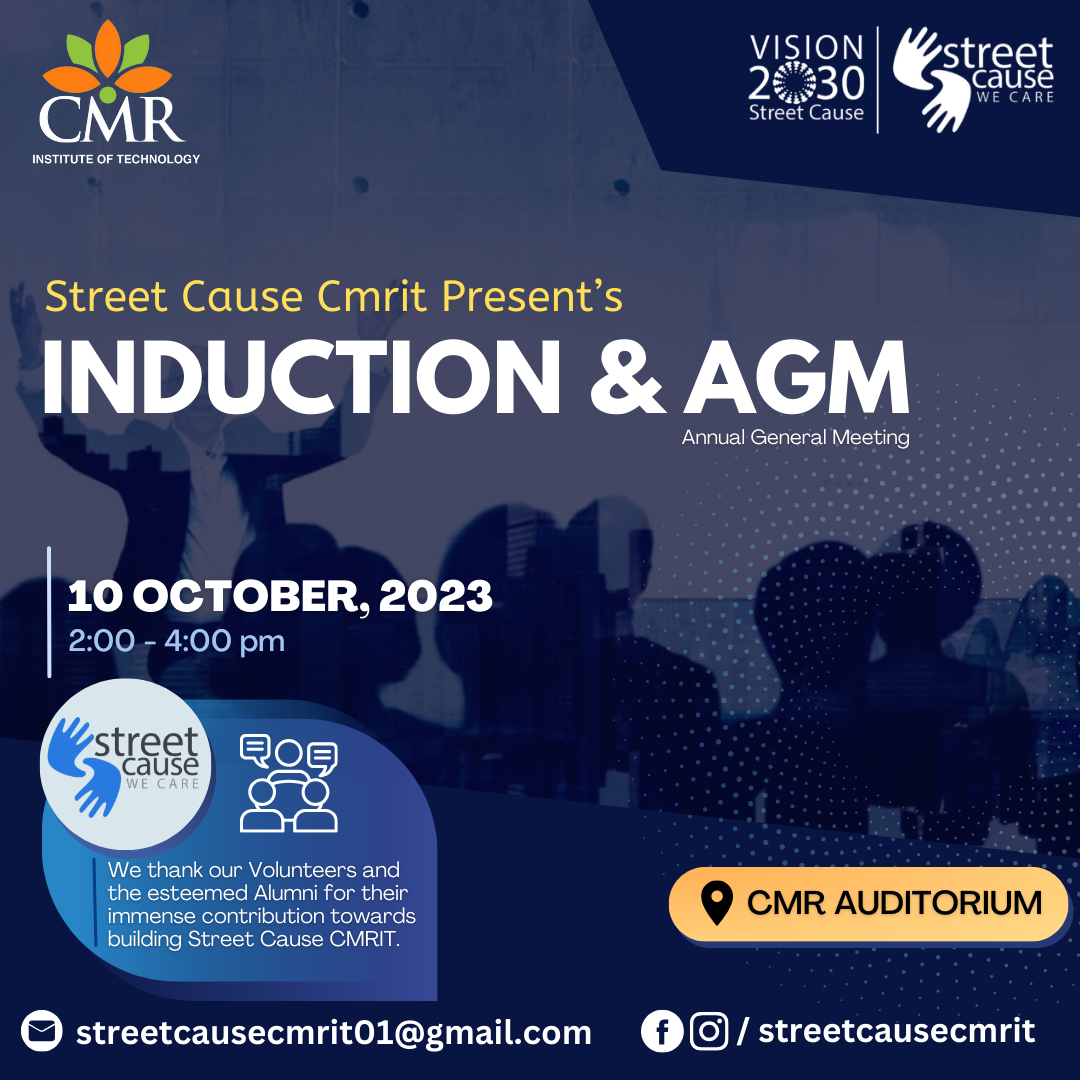 CMR
INSTITUTE OF TECHNOLOGY
VISION
2030
Street Cause
street
cause
WE CARE
Street Cause Cmrit Present's
INDUCTION & AGM
Annual General Meeting
10 OCTOBER, 2023
2:00 - 4:00 pm
street
cause
WE CARE
We thank our Volunteers and
the esteemed Alumni for their
immense contribution towards
building Street Cause CMRIT.
CMR AUDITORIUM
streetcausecmrit01@gmail.com
/ streetcausecmrit